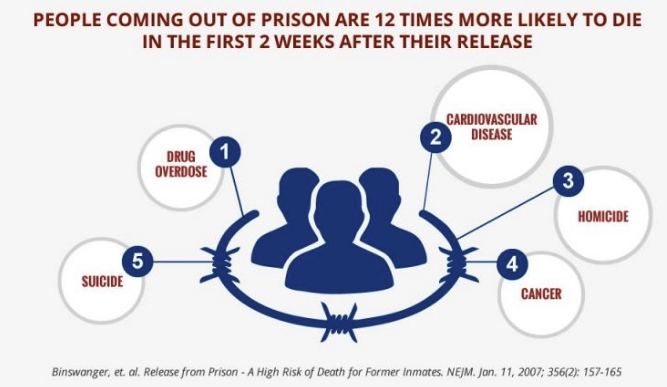 PEOPLE COMING OUT OF PRISON ARE 12 TIMES MORE LIKELY TO DIE
IN THE FIRST 2 WEEKS AFTER THEIR RELEASE
1
DRUG
OVERDOSE
2
CARDIOVASCULAR
DISEASE
3
HOMICIDE
4
CANCER
5
SUICIDE
Binswanger, et. al. Release from Prison - A High Risk of Death for Former Inmates. NEJM. Jan. 11, 2007; 356(2): 157-165